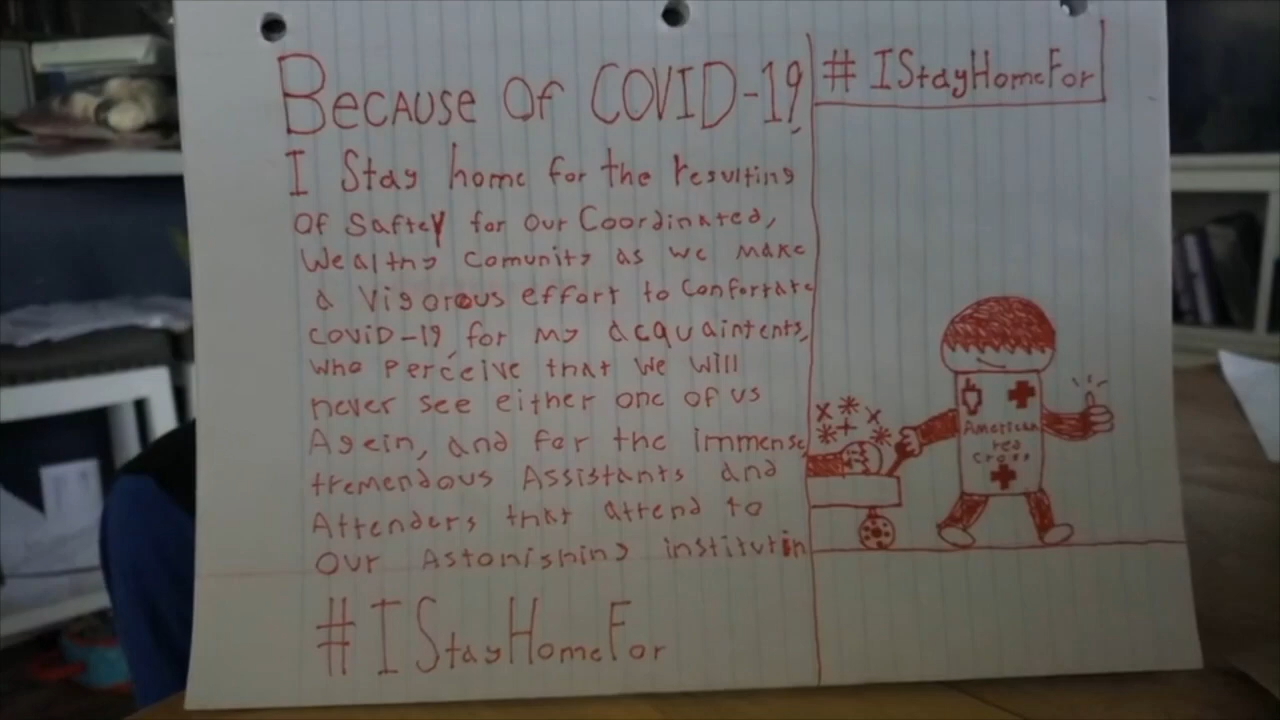 Because Of COVID-19,
I Stay home for the resulting
Of Saftey for Our Coordinated,
Wealthy Comunity as we make
a Vigorous effort to Confortrate
COVID-19, for my acquaintents,
Who Perceive that We Will
never see either one of us
Agein, and for the immense
tremendous Assistants and
Attenders that attend to
Our Astonishing institutin
#IStayHomeFor
#IStayHomeFor
American
red
Cross